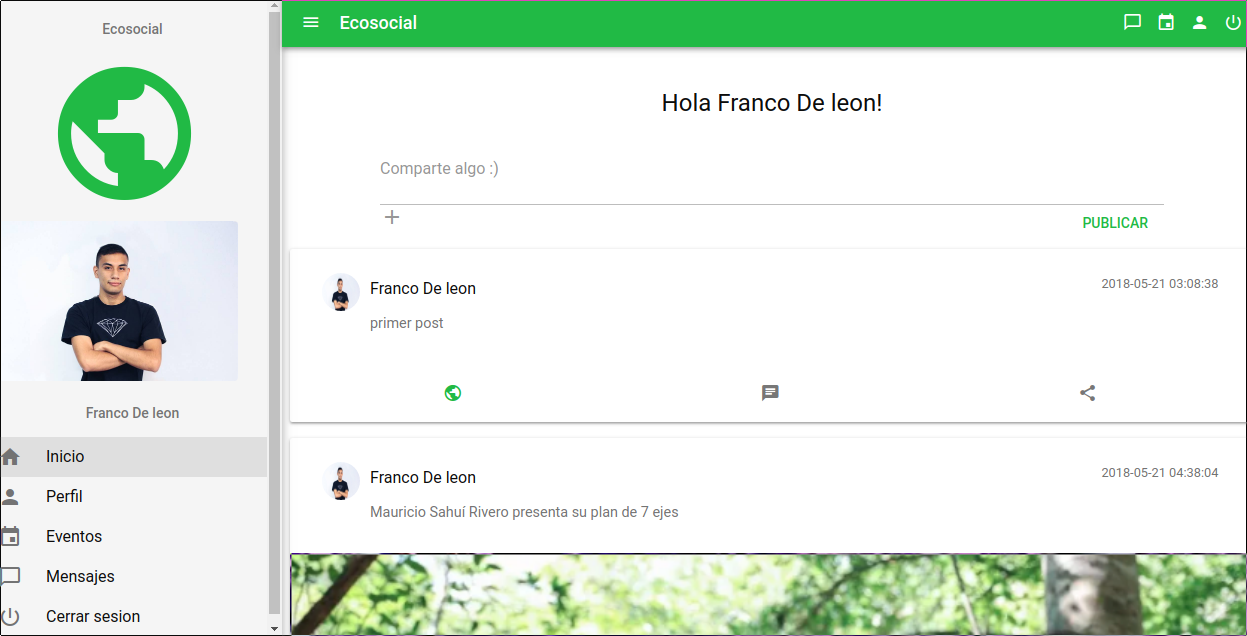 Ecosocial
Franco De leon
Inicio
Perfil
Eventos
Mensajes
Cerrar sesion
Ecosocial
Hola Franco De leon!
Comparte algo :)
PUBLICAR
Franco De leon
2018-05-21 03:08:38
primer post
Franco De leon
2018-05-21 04:38:04
Mauricio Sahuí Rivero presenta su plan de 7 ejes